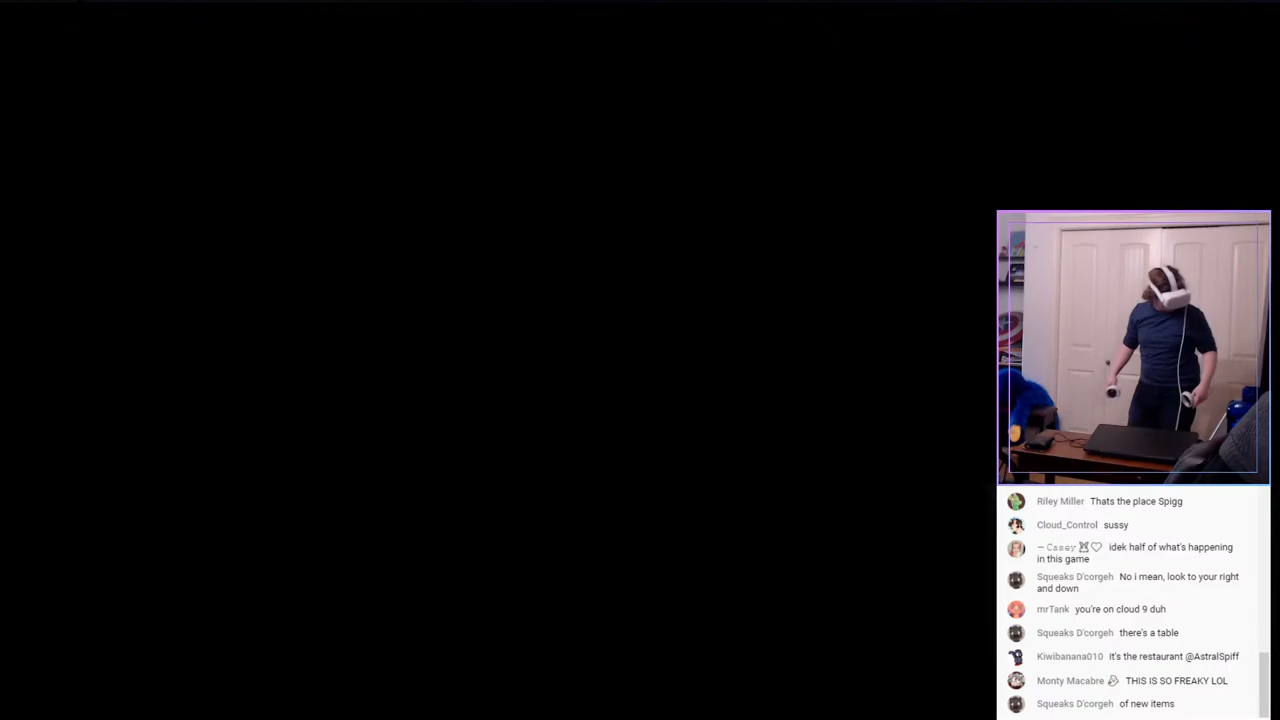 Riley Miller Thats the place Spigg
Cloud_Control sussy
— Casey idek half of what's happening
in this game
Squeaks D'corgeh No i mean, look to your right
and down
mrTank you're on cloud 9 duh
Squeaks D'corgeh there's a table
Kiwibanana010 It's the restaurant @AstralSpiff
Monty Macabre THIS IS SO FREAKY LOL
Squeaks D'corgeh of new items